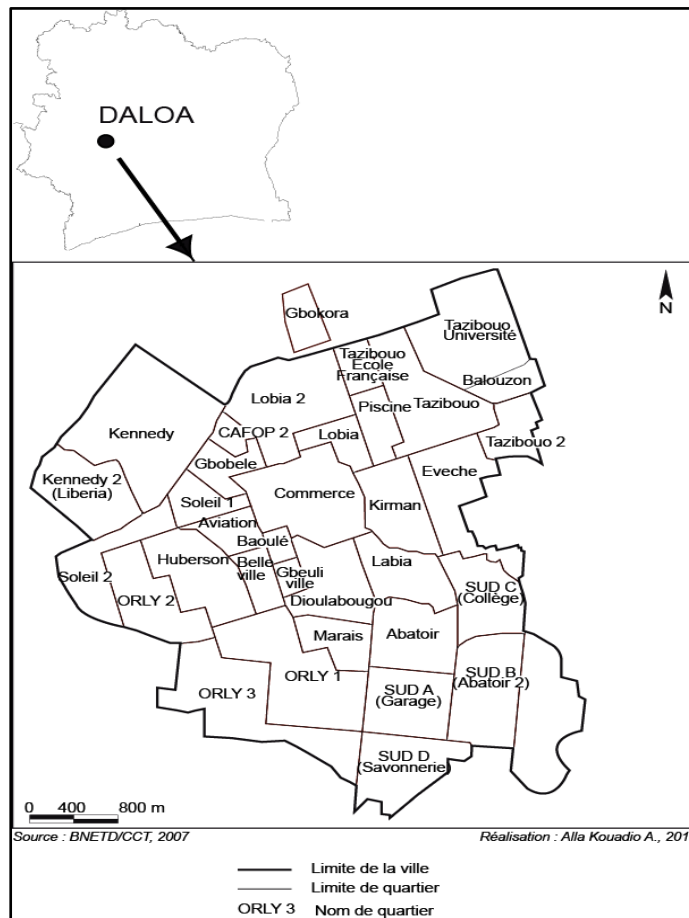 DALOA
N
Gbokora
Tazibouo
Université
Tazibouo
Ecole
Française
Balouzon
Lobia 2
Piscine
Tazibouo
Kennedy
CAFOP 2
Lobia
Tazibouo 2
Gbobele
Eveche
Kennedy 2
(Liberia)
Commerce
Soleil 1
Kirman
Aviation
Baoulé
Huberson
Belle
ville
Gbeuli
ville
Labia
Soleil 2
SUD C
(Collège)
ORLY 2
Dioulabougou
Marais
Abatoir
SUD B
(Abatoir 2)
ORLY 1
ORLY 3
SUD A
(Garage)
SUD D
(Savonnerie)
0 400 800 m
Source : BNETD/CCT, 2007
Réalisation : Alla Kouadio A., 201
Limite de la ville
Limite de quartier
ORLY 3 Nom de quartier